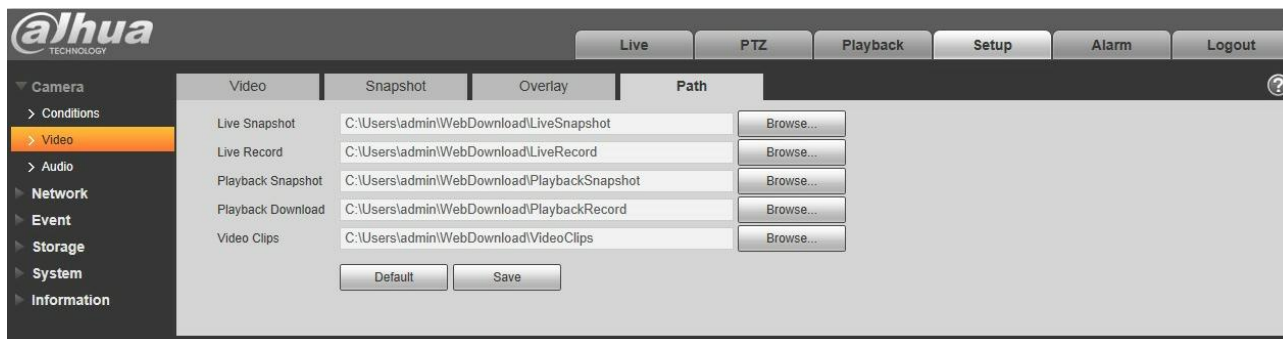 alhua
TECHNOLOGY
Live PTZ Playback Setup Alarm Logout
Camera
> Conditions
> Video
> Audio
Network
Event
Storage
System
Information
Video Snapshot Overlay Path ?
Live Snapshot C:\Users\admin\WebDownload\LiveSnapshot Browse...
Live Record C:\Users\admin\WebDownload\LiveRecord Browse...
Playback Snapshot C:\Users\admin\WebDownload\PlaybackSnapshot Browse...
Playback Download C:\Users\admin\WebDownload\PlaybackRecord Browse...
Video Clips C:\Users\admin\WebDownload\VideoClips Browse...
Default Save